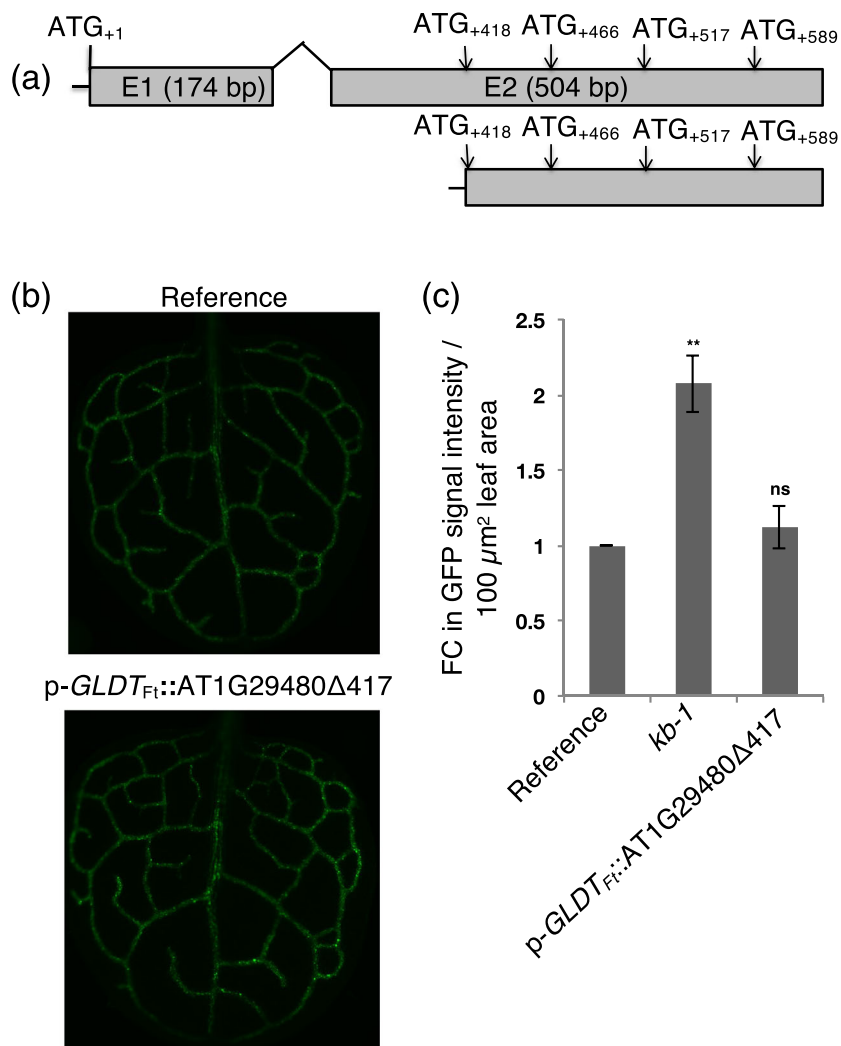 (a)
ATG+1
ATG+418 ATG+466 ATG+517 ATG+589
E1 (174 bp) E2 (504 bp)
ATG+418 ATG+466 ATG+517 ATG+589
(b)
Reference
p-GLDTFt::AT1G29480Δ417
(c)
FC in GFP signal intensity /
100 µm² leaf area
2.5
2
1.5
1
0.5
0
**
ns
Reference
kb-1
p-GLDTFt::AT1G29480Δ417